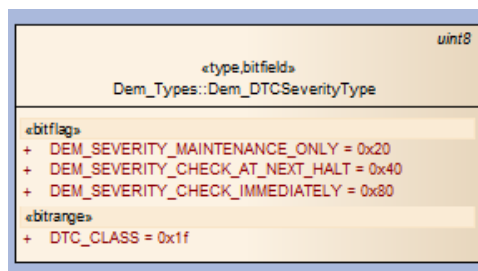 uint8
«type,bitfield»
Dem_Types::Dem_DTCSeverityType
«bitflag»
+ DEM_SEVERITY_MAINTENANCE_ONLY = 0x20
+ DEM_SEVERITY_CHECK_AT_NEXT_HALT = 0x40
+ DEM_SEVERITY_CHECK_IMMEDIATELY = 0x80
«bitrange»
+ DTC_CLASS = 0x1f